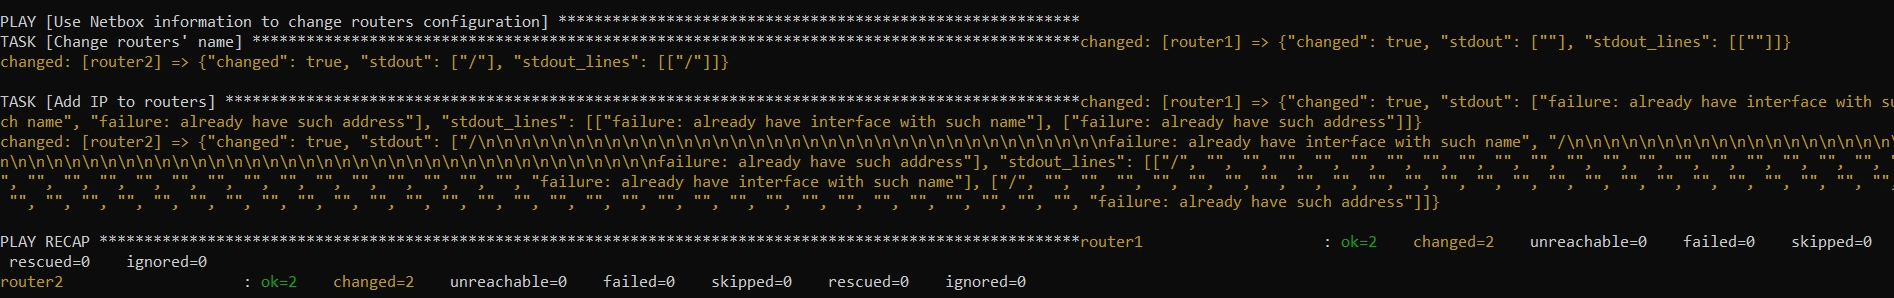 PLAY [Use Netbox information to change routers configuration] **********************************************************
TASK [Change routers' name] ********************************************************************************************changed: [router1] => {"changed": true, "stdout": [""], "stdout_lines": [[""]]}
changed: [router2] => {"changed": true, "stdout": ["/"], "stdout_lines": [["/"]]}
TASK [Add IP to routers] ***********************************************************************************************changed: [router1] => {"changed": true, "stdout": ["failure: already have interface with su
ch name", "failure: already have such address"], "stdout_lines": [["failure: already have interface with such name"], ["failure: already have such address"]]}
changed: [router2] => {"changed": true, "stdout": ["/\n\n\n\n\n\n\n\n\n\n\n\n\n\n\n\n\n\n\n\n\n\n\n\n\n\n\n\n\n\n\n\n\n\n\nfailure: already have interface with such name", "/\n\n\n\n\n\n\n\n\n\n\n\n\n\n\n\n\n\n
n\n\n\n\n\n\n\n\n\n\n\n\n\n\n\n\n\n\n\n\n\n\n\n\n\n\n\n\n\n\n\n\n\n\n\n\nfailure: already have such address"], "stdout_lines": [["/", "", "", "", "", "", "", "", "", "", "", "", "", "", "", "", "", "", "", "",
", "", "", "", "", "", "", "", "", "", "", "", "", "", "", "failure: already have interface with such name"], ["/", "", "", "", "", "", "", "", "", "", "", "", "", "", "", "", "", "", "", "", "", "", "", "",
"", "", "", "", "", "", "", "", "", "", "", "", "", "", "", "", "", "", "", "", "", "", "", "", "", "", "", "", "", "", "failure: already have such address"]]}
PLAY RECAP *************************************************************************************************************router1 : ok=2 changed=2 unreachable=0 failed=0 skipped=0
rescued=0 ignored=0
router2 : ok=2 changed=2 unreachable=0 failed=0 skipped=0 rescued=0 ignored=0